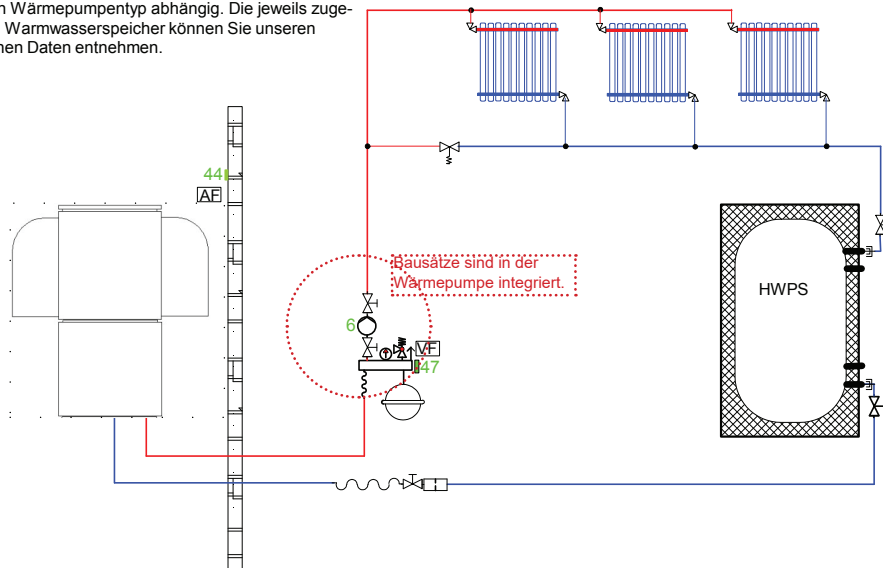 n Wärmepumpentyp abhängig. Die jeweils zuge-
Warmwasserspeicher können Sie unseren
nen Daten entnehmen.
44
AF
Bausätze sind in der
Wärmepumpe integriert.
6
VF
47
HWPS